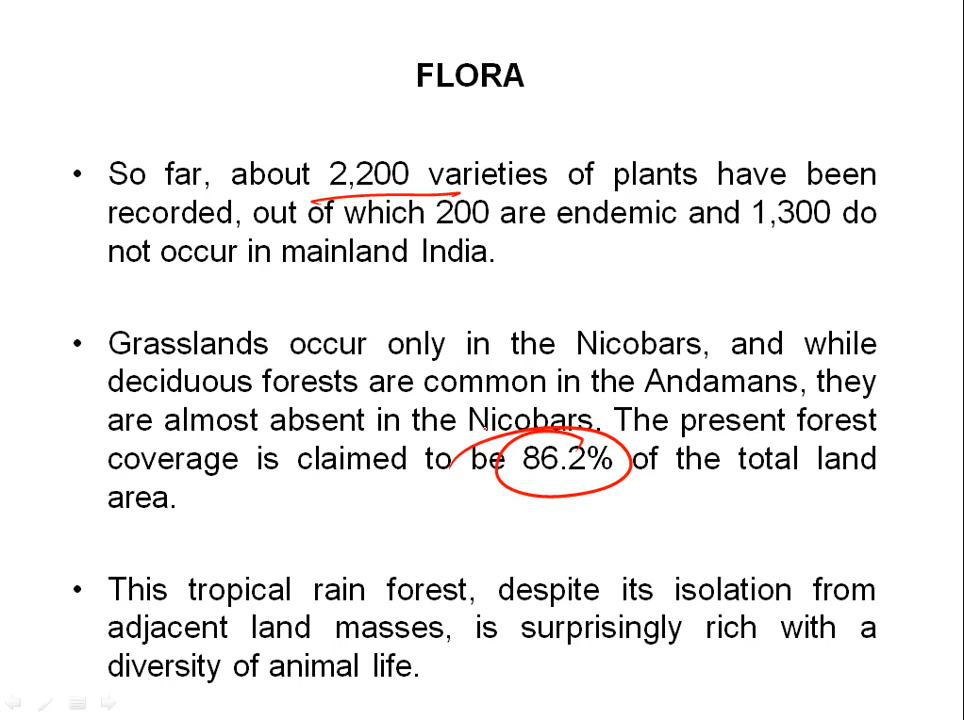 FLORA
• So far, about 2,200 varieties of plants have been
recorded, out of which 200 are endemic and 1,300 do
not occur in mainland India.
• Grasslands occur only in the Nicobars, and while
deciduous forests are common in the Andamans, they
are almost absent in the Nicobars. The present forest
coverage is claimed to be 86.2% of the total land
area.
• This tropical rain forest, despite its isolation from
adjacent land masses, is surprisingly rich with a
diversity of animal life.